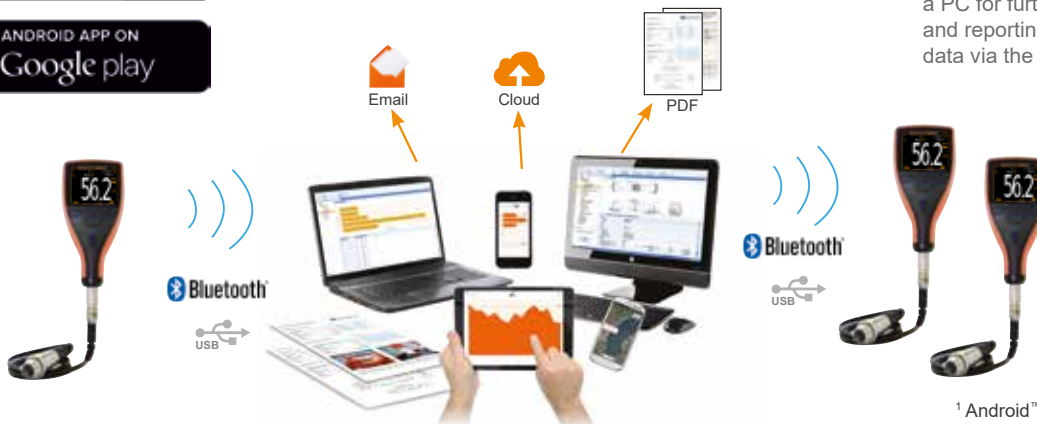 ANDROID APP ON
Google play
a PC for furt
and reportin
data via the
Email
Cloud
PDF
56.2
56.2
56.2
Bluetooth
USB
Bluetooth
USB
1 Android™